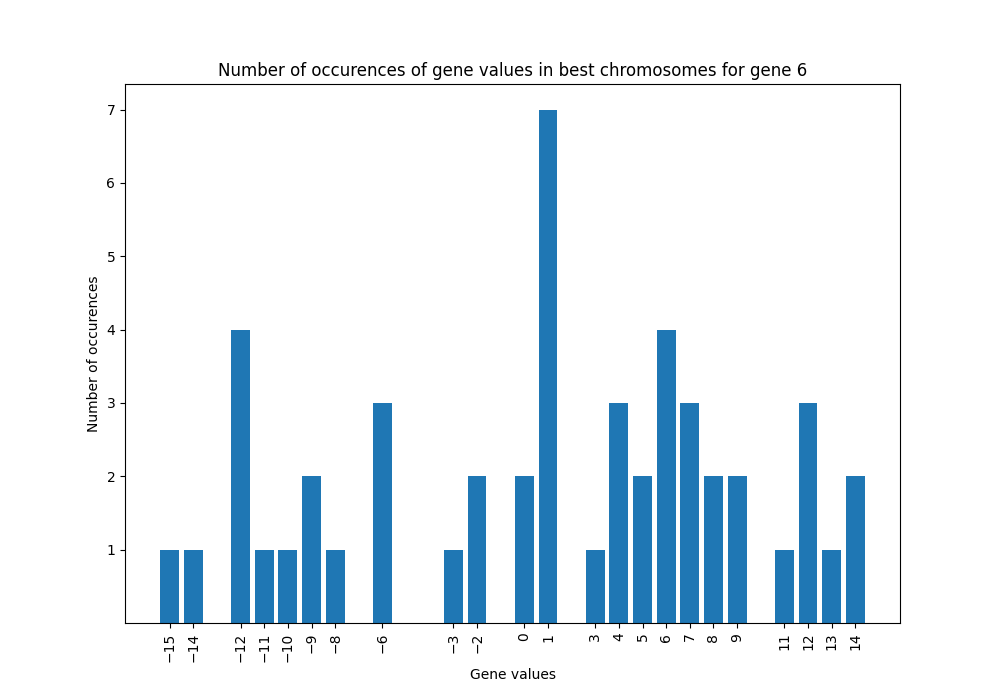 Number of occurences of gene values in best chromosomes for gene 6
Number of occurences
7
6
5
4
3
2
1
−15 −14 −12 −11 −10 −9 −8 −6 −3 −2 0 1 3 4 5 6 7 8 9 11 12 13 14
Gene values